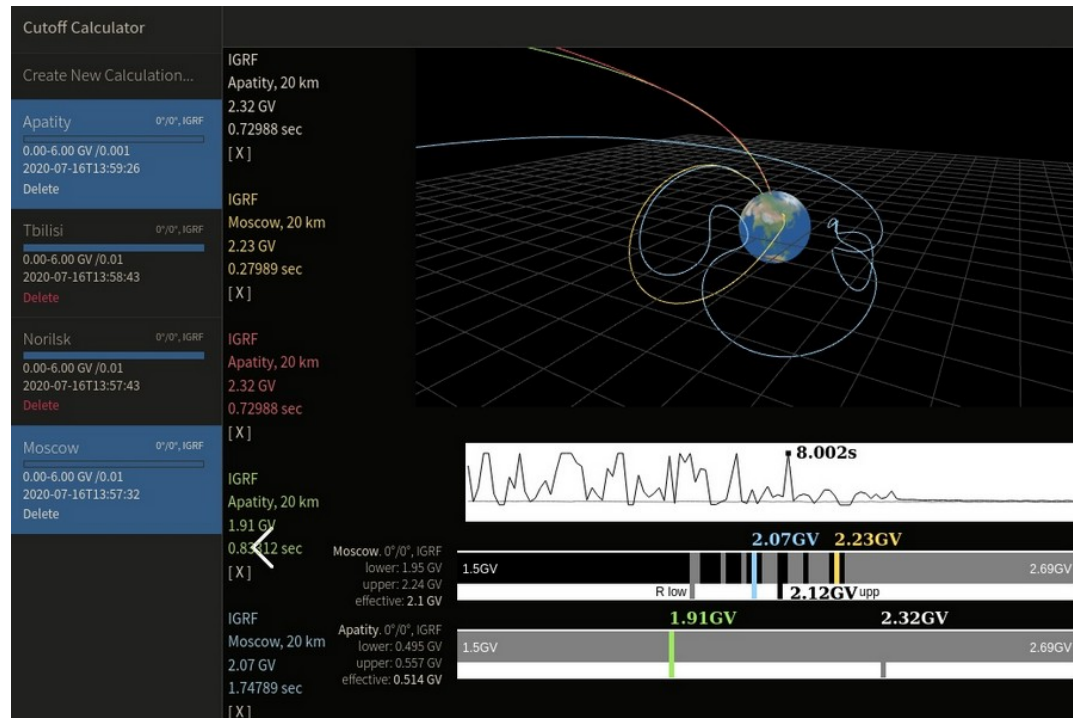 Cutoff Calculator
Create New Calculation...
Apatity 0°/0°, IGRF
0.00-6.00 GV /0.001
2020-07-16T13:59:26
Delete
Tbilisi 0°/0°, IGRF
0.00-6.00 GV /0.01
2020-07-16T13:58:43
Delete
Norilsk 0°/0°, IGRF
0.00-6.00 GV /0.01
2020-07-16T13:57:43
Delete
Moscow 0°/0°, IGRF
0.00-6.00 GV /0.01
2020-07-16T13:57:32
Delete
IGRF
Apatity, 20 km
2.32 GV
0.72988 sec
[ X ]
IGRF
Moscow, 20 km
2.23 GV
0.27989 sec
[ X ]
IGRF
Apatity, 20 km
2.32 GV
0.72988 sec
[ X ]
IGRF
Apatity, 20 km
1.91 GV
sec
[ X ]
IGRF
Moscow, 20 km
2.07 GV
1.74789 sec
[ X ]
8.002s
2.07GV 2.23GV
Moscow. 0°/0°, IGRF
lower: 1.95 GV
upper: 2.24 GV
effective: 2.1 GV
1.5GV 2.69GV
R low 2.12GV upp
1.91GV 2.32GV
Apatity. 0°/0°, IGRF
lower: 0.495 GV
upper: 0.557 GV
effective: 0.514 GV
1.5GV 2.69GV